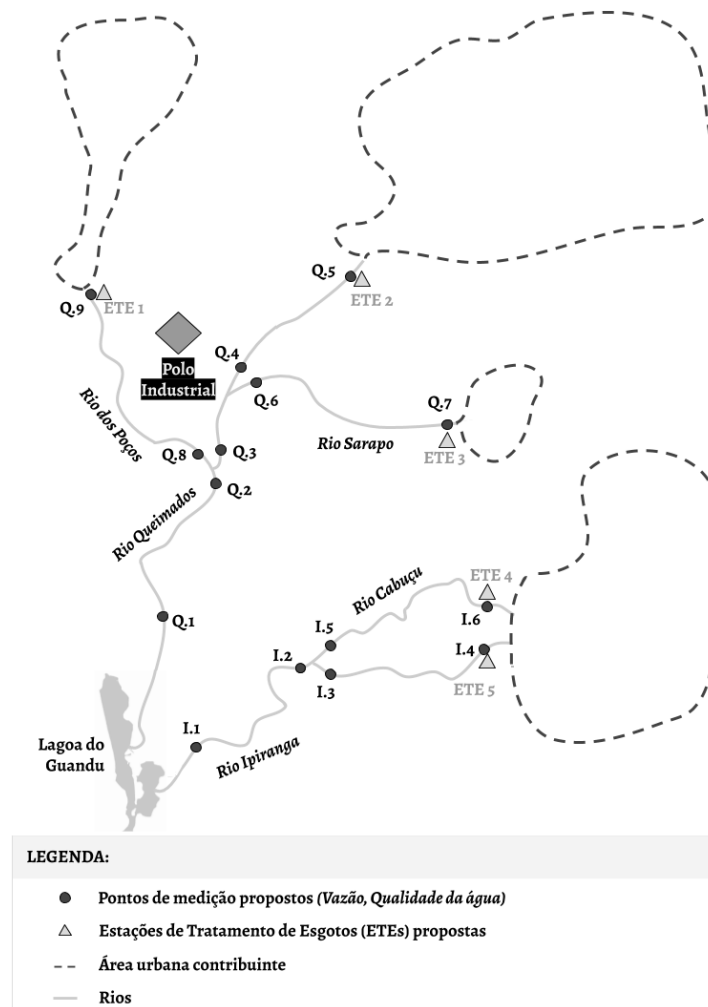 Q.5
ETE 2
Q.9
ETE 1
Polo
Industrial
Q.4
Q.6
Q.7
ETE 3
Rio dos Poços
Rio Sarapo
Q.8
Q.3
Q.2
Rio Queimados
ETE 4
Rio Cabuçu
I.6
Q.1
I.5
I.4
I.2
I.3
ETE 5
I.1
Lagoa do
Guandu
Rio Ipiranga
LEGENDA:
Pontos de medição propostos (Vazão, Qualidade da água)
Estações de Tratamento de Esgotos (ETEs) propostas
Área urbana contribuinte
Rios